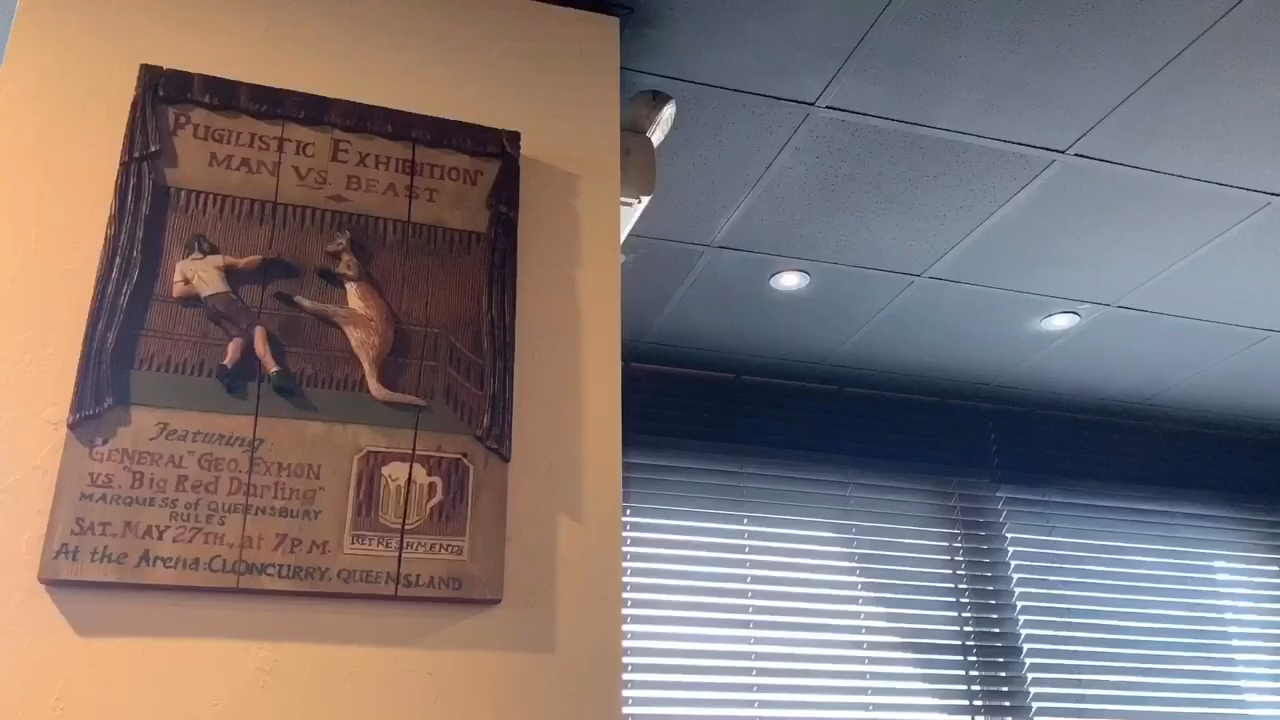 PUGILISTIC EXHIBITION
MAN VS. BEAST
Featuring:
"GENERAL" GEO. EXMON
VS. "Big Red Darling"
MARQUESS of QUEENSBURY
RULES
SAT., MAY 27TH., at 7 P.M.
At the Arena: CLONCURRY, QUEENSLAND
REFRESHMENTS